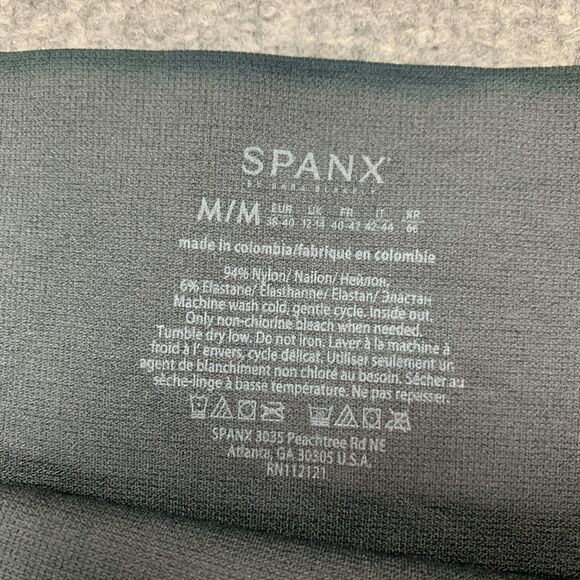 SPANX
BY SARA BLAKELY
M/M EUR 38-40 UK 12-14 FR 40-42 IT 42-44 KR 66
made in colombia/fabriqué en colombie
94% Nylon/ Nailon/ Нейлон,
6% Elastane/ Élasthanne/ Elastan/ Эластан
Machine wash cold, gentle cycle. Inside out.
Only non-chlorine bleach when needed.
Tumble dry low. Do not iron. Laver à la machine à
froid à l' envers, cycle délicat. Utiliser seulement un
agent de blanchiment non chloré au besoin. Sécher au
sèche-linge à basse température. Ne pas repasser.
SPANX 3035 Peachtree Rd NE
Atlanta, GA 30305 U.S.A.
RN112121